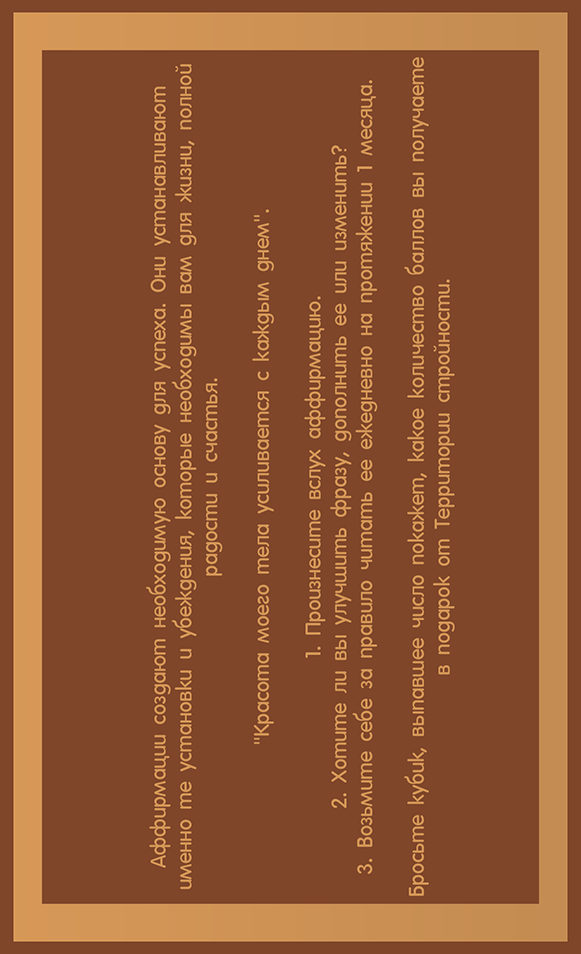 Аффирмации создают необходимую основу для успеха. Они устанавливают
именно те установки и убеждения, которые необходимы вам для жизни, полной
радости и счастья.
"Красота моего тела усиливается с каждым днем".
1. Произнесите вслух аффирмацию.
2. Хотите ли вы улучшить фразу, дополнить ее или изменить?
3. Возьмите себе за правило читать ее ежедневно на протяжении 1 месяца.
Бросьте кубик, выпавшее число покажет, какое количество баллов вы получаете
в подарок от Территории стройности.